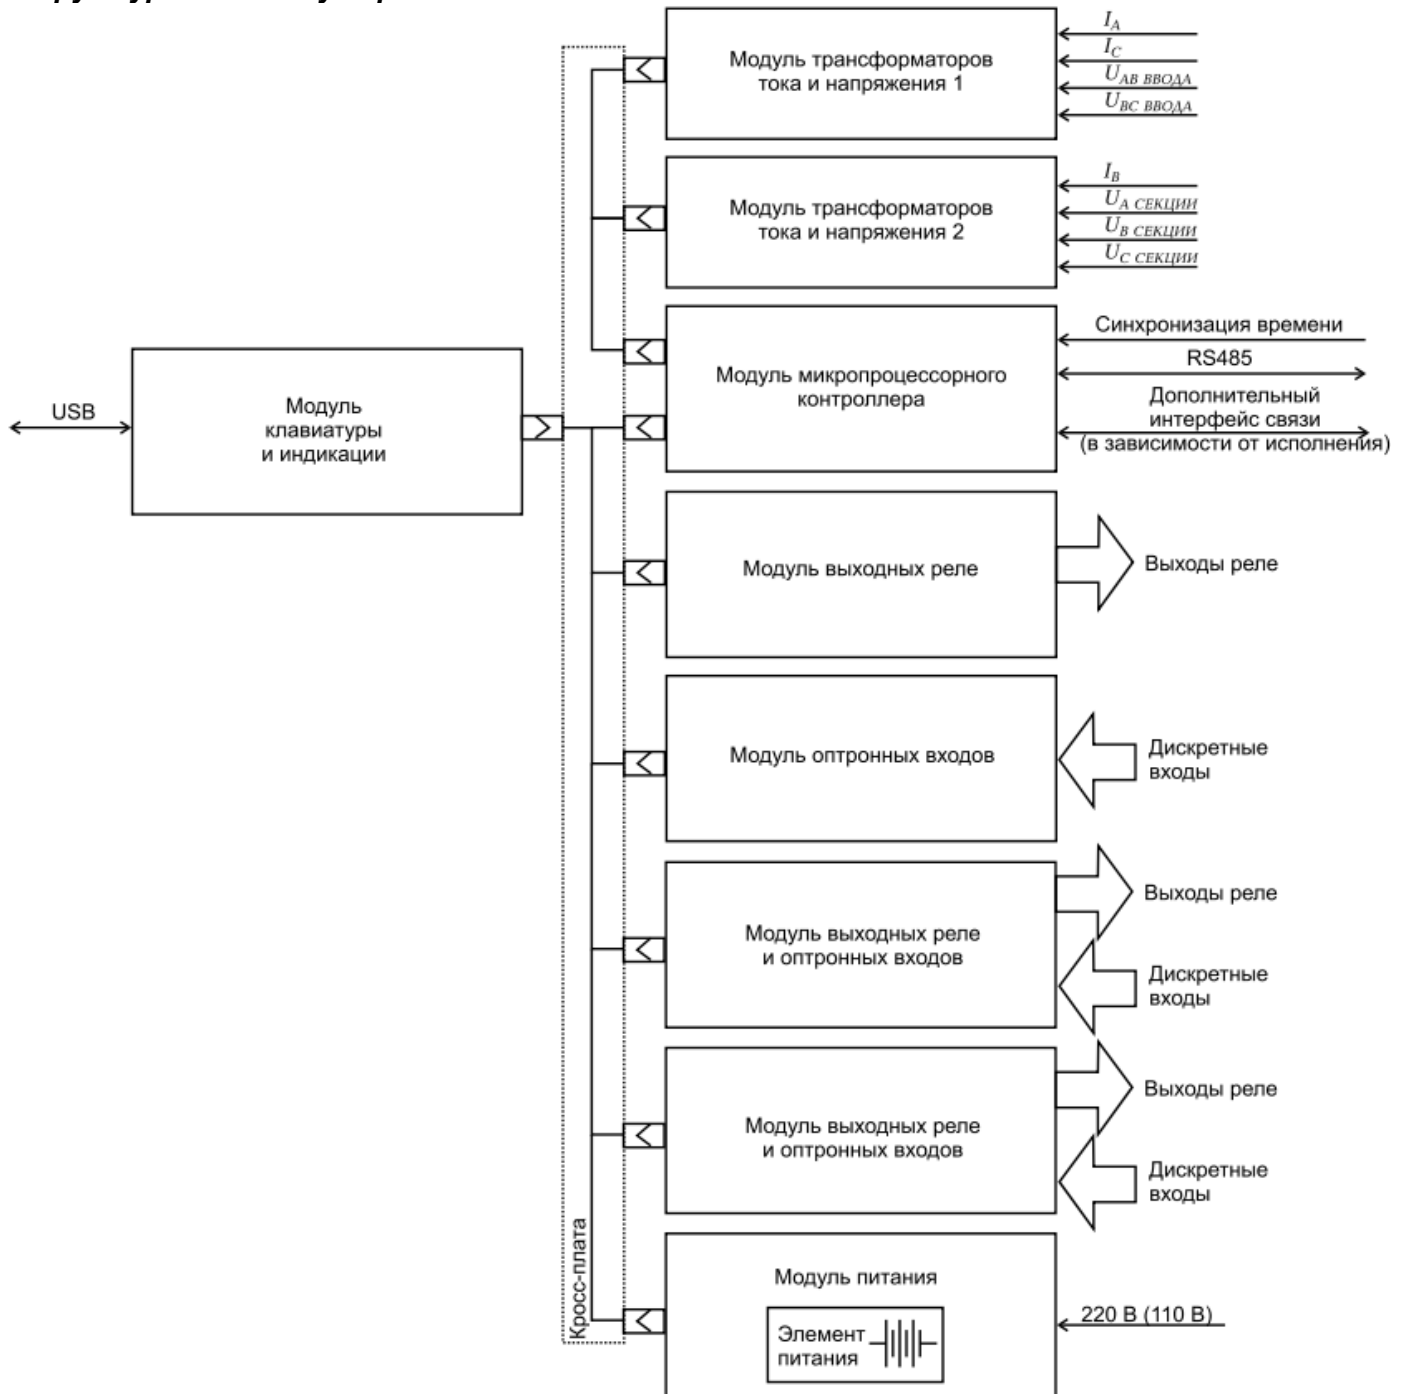 Модуль трансформаторов
тока и напряжения 1
I_A
I_C
U_AB ВВОДА
U_BC ВВОДА
Модуль трансформаторов
тока и напряжения 2
I_B
U_A СЕКЦИИ
U_B СЕКЦИИ
U_C СЕКЦИИ
USB
Модуль
клавиатуры
и индикации
Модуль микропроцессорного
контроллера
Синхронизация времени
RS485
Дополнительный
интерфейс связи
(в зависимости от исполнения)
Модуль выходных реле
Выходы реле
Модуль оптронных входов
Дискретные
входы
Модуль выходных реле
и оптронных входов
Выходы реле
Дискретные
входы
Модуль выходных реле
и оптронных входов
Выходы реле
Дискретные
входы
Кросс-плата
Модуль питания
Элемент
питания
220 В (110 В)